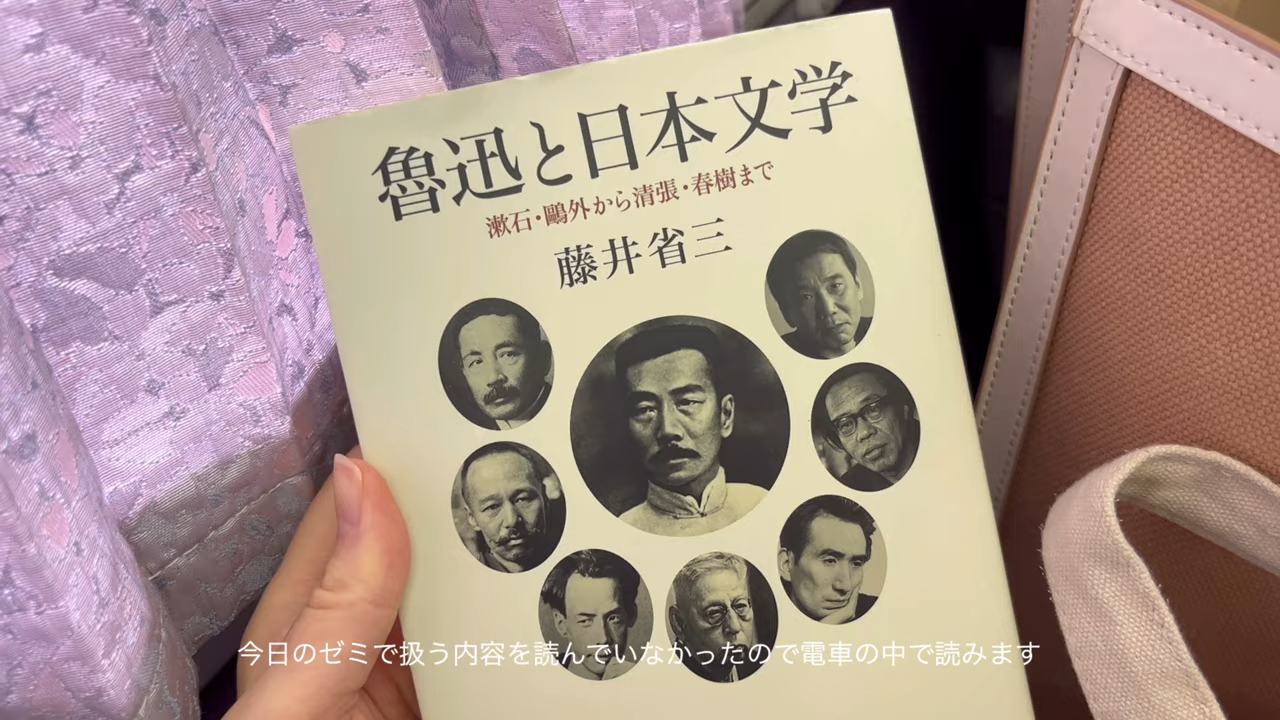 魯迅と日本文学
漱石・鷗外から清張・春樹まで
藤井省三
今日のゼミで扱う内容を読んでいなかったので電車の中で読みます